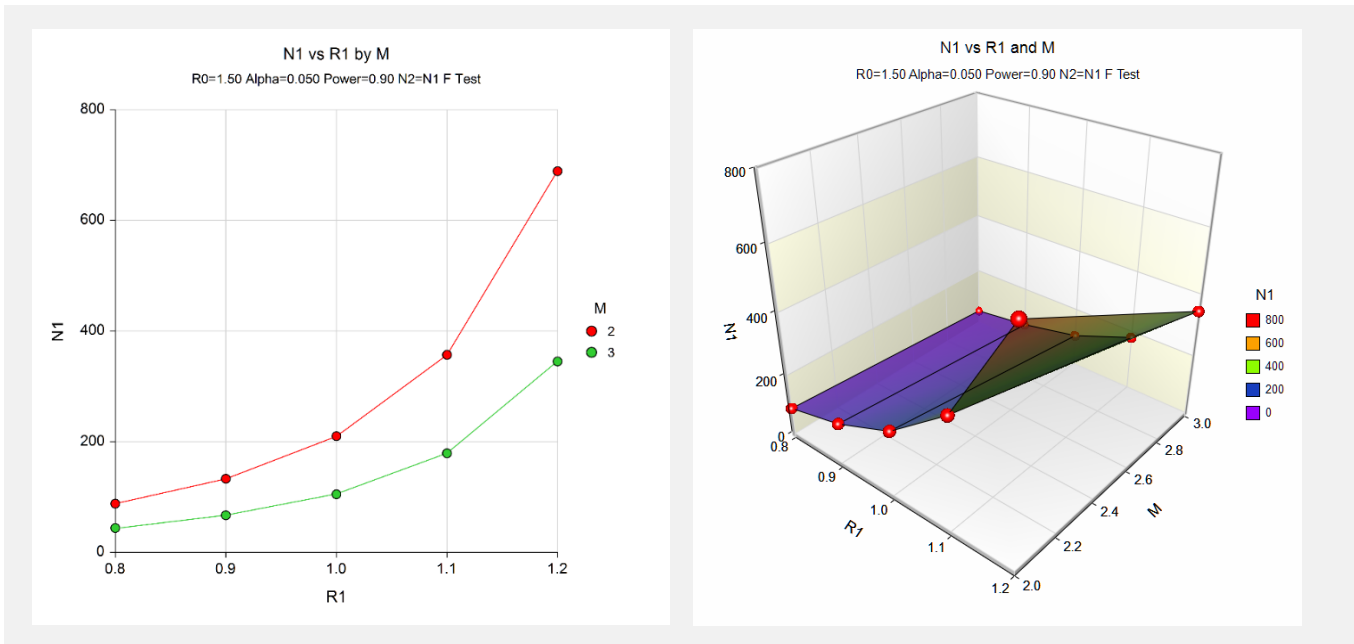 N1 vs R1 by M
R0=1.50 Alpha=0.050 Power=0.90 N2=N1 F Test
800
600
400
200
0
N1
0.8 0.9 1.0 1.1 1.2
R1
M
2
3
N1 vs R1 and M
R0=1.50 Alpha=0.050 Power=0.90 N2=N1 F Test
800
600
400
200
0
N1
0.8
0.9
1.0
1.1
1.2
R1
2.0
2.2
2.4
2.6
2.8
3.0
M
N1
800
600
400
200
0